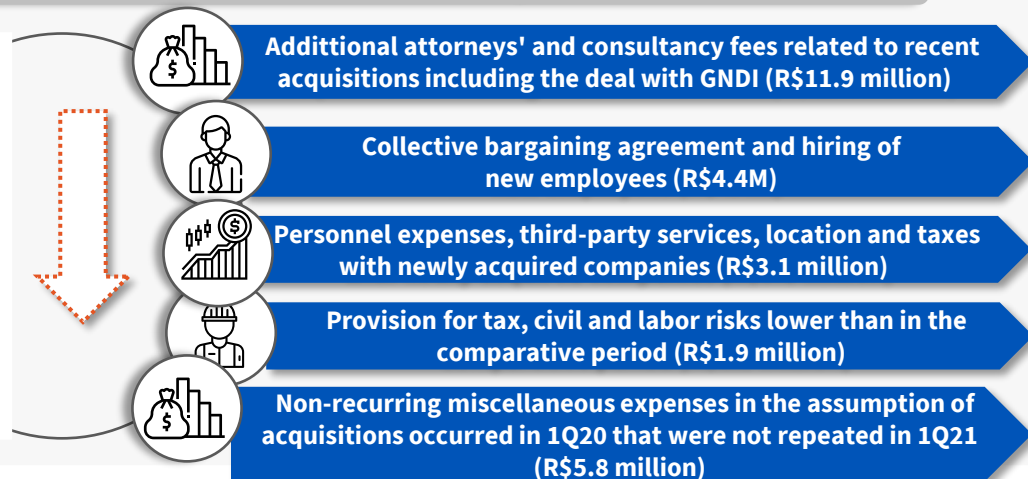 Addittional attorneys' and consultancy fees related to recent
acquisitions including the deal with GNDI (R$11.9 million)
Collective bargaining agreement and hiring of
new employees (R$4.4M)
Personnel expenses, third-party services, location and taxes
with newly acquired companies (R$3.1 million)
Provision for tax, civil and labor risks lower than in the
comparative period (R$1.9 million)
Non-recurring miscellaneous expenses in the assumption of
acquisitions occurred in 1Q20 that were not repeated in 1Q21
(R$5.8 million)